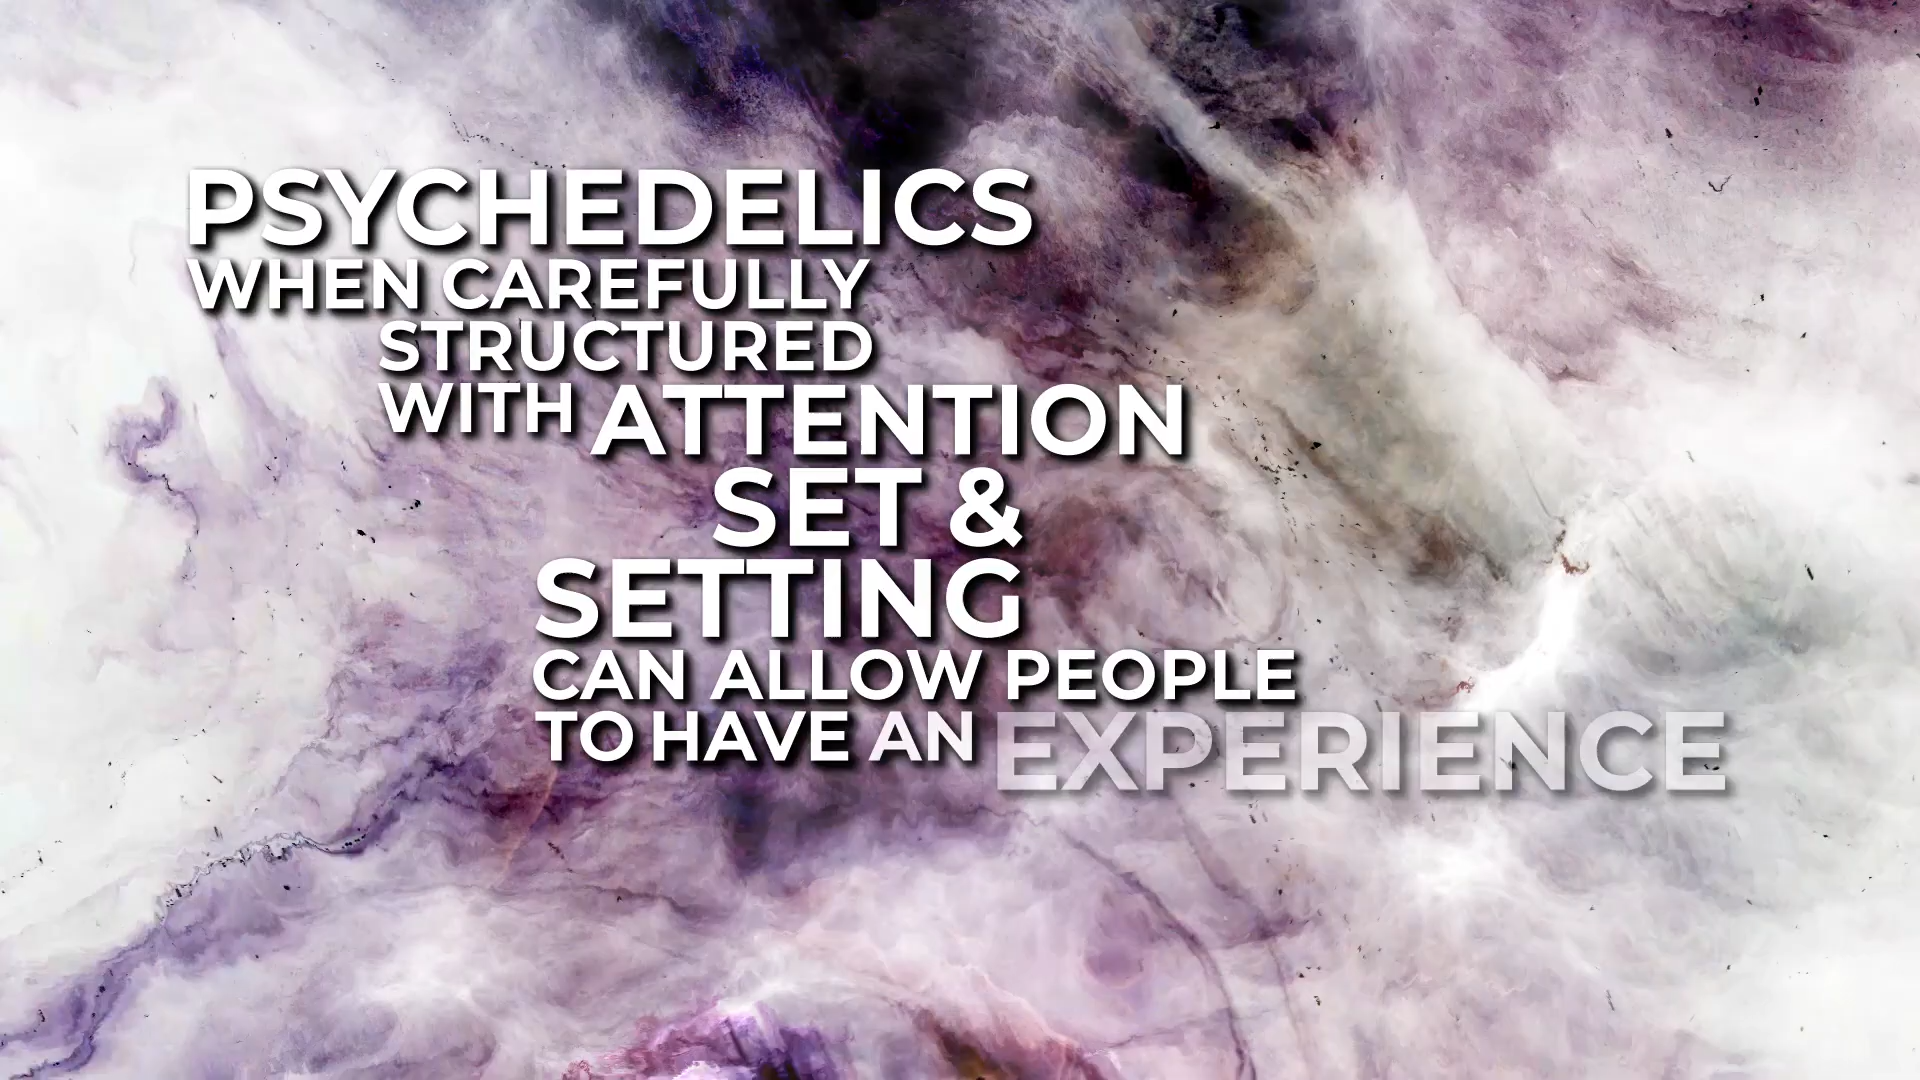 PSYCHEDELICS
WHEN CAREFULLY
STRUCTURED
WITH ATTENTION
SET &
SETTING
CAN ALLOW PEOPLE
TO HAVE AN EXPERIENCE